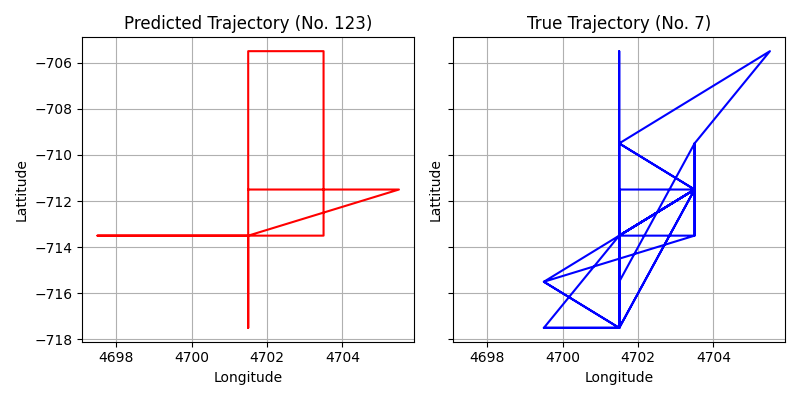 Predicted Trajectory (No. 123)
True Trajectory (No. 7)
−706
−708
−710
−712
−714
−716
−718
Lattitude
Lattitude
4698 4700 4702 4704
4698 4700 4702 4704
Longitude
Longitude